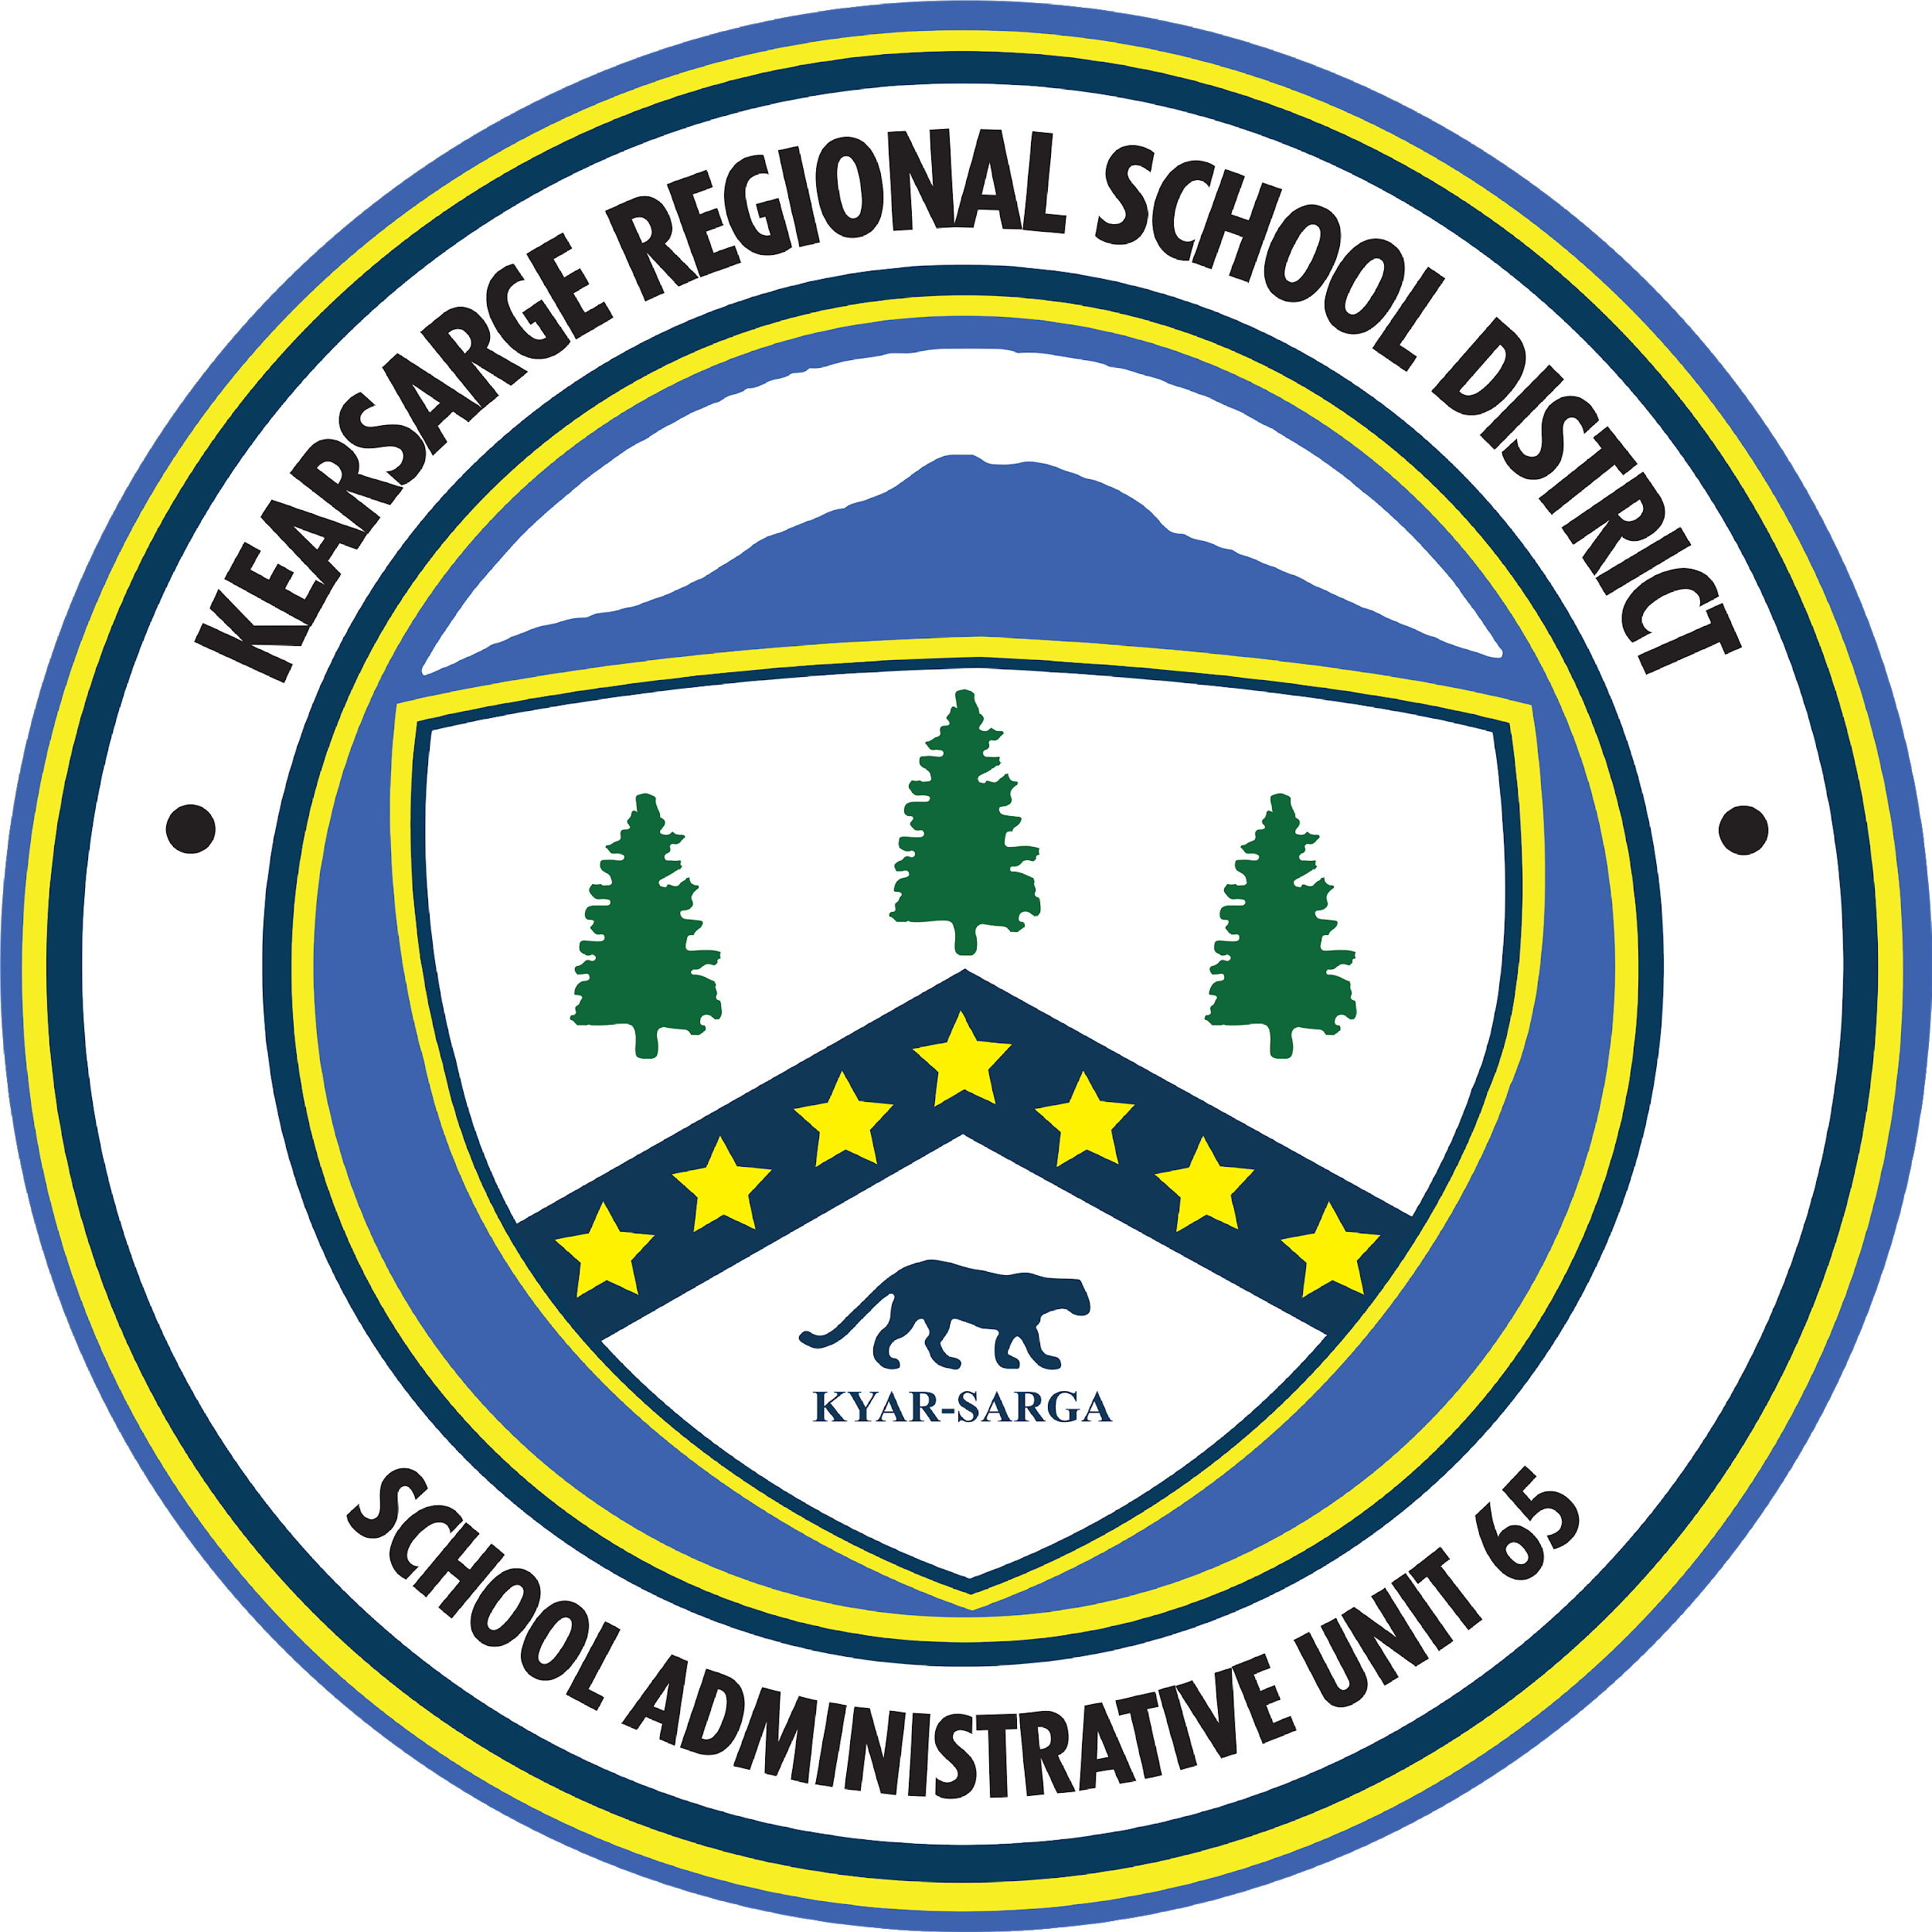 KEARSARGE REGIONAL SCHOOL DISTRICT
KYAR-SARGA
SCHOOL ADMINISTRATIVE UNIT 65